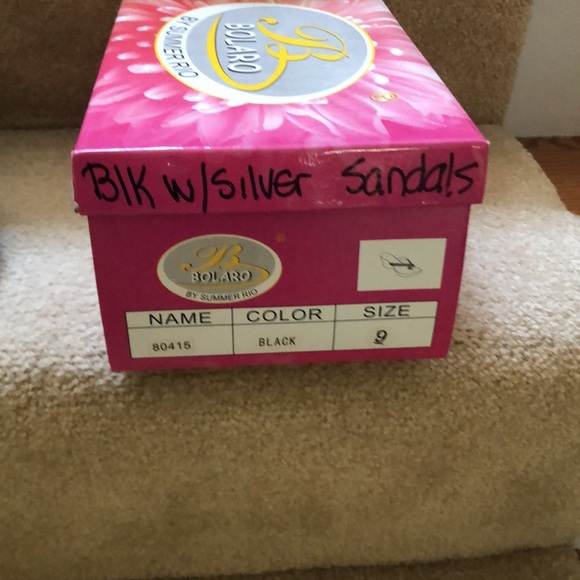 B
BOLARO
BY SUMMER RIO
Blk w/Silver Sandals
B
BOLARO
BY SUMMER RIO
NAME COLOR SIZE
80415 BLACK 9